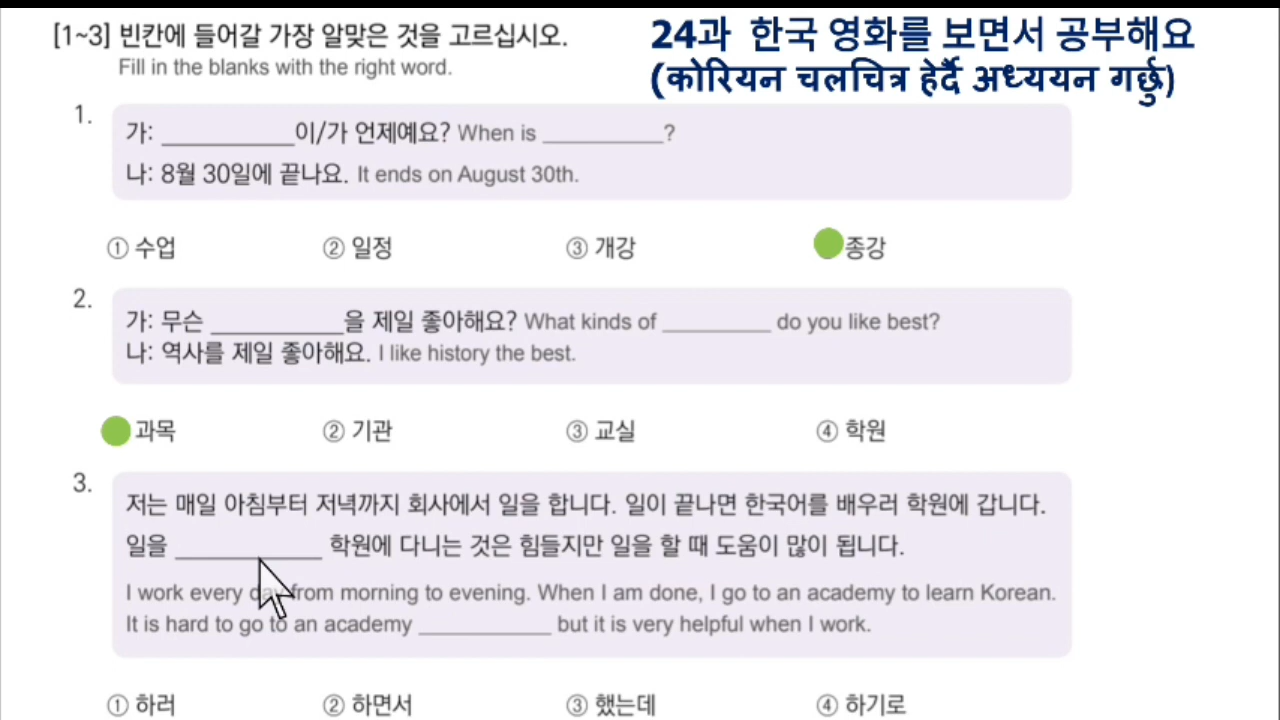 [1~3] 빈칸에 들어갈 가장 알맞은 것을 고르십시오.
Fill in the blanks with the right word.
24과 한국 영화를 보면서 공부해요
(कोरियन चलचित्र हेर्दै अध्ययन गर्छु)
1.
가: ____________이/가 언제예요? When is ____________?
나: 8월 30일에 끝나요. It ends on August 30th.
① 수업 ② 일정 ③ 개강 종강
2.
가: 무슨 ____________을 제일 좋아해요? What kinds of ____________ do you like best?
나: 역사를 제일 좋아해요. I like history the best.
과목 ② 기관 ③ 교실 ④ 학원
3.
저는 매일 아침부터 저녁까지 회사에서 일을 합니다. 일이 끝나면 한국어를 배우러 학원에 갑니다.
일을 ____________ 학원에 다니는 것은 힘들지만 일을 할 때 도움이 많이 됩니다.
I work every day from morning to evening. When I am done, I go to an academy to learn Korean.
It is hard to go to an academy ____________ but it is very helpful when I work.
① 하러 ② 하면서 ③ 했는데 ④ 하기로